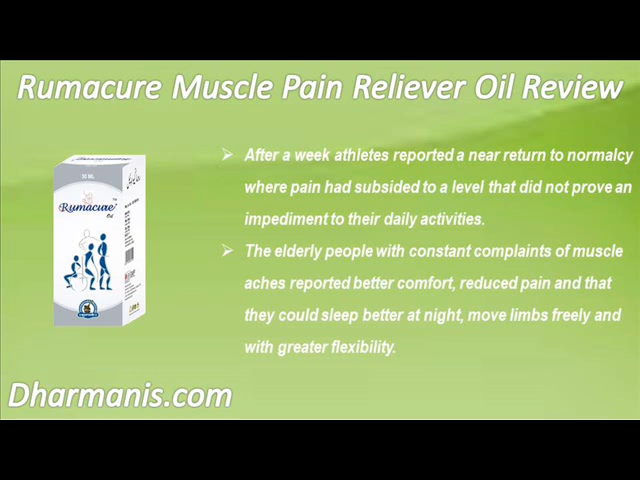 Rumacure Muscle Pain Reliever Oil Review
➢ After a week athletes reported a near return to normalcy
where pain had subsided to a level that did not prove an
impediment to their daily activities.
➢ The elderly people with constant complaints of muscle
aches reported better comfort, reduced pain and that
they could sleep better at night, move limbs freely and
with greater flexibility.
50 ML
Rumacure
Oil
Dharmanis.com